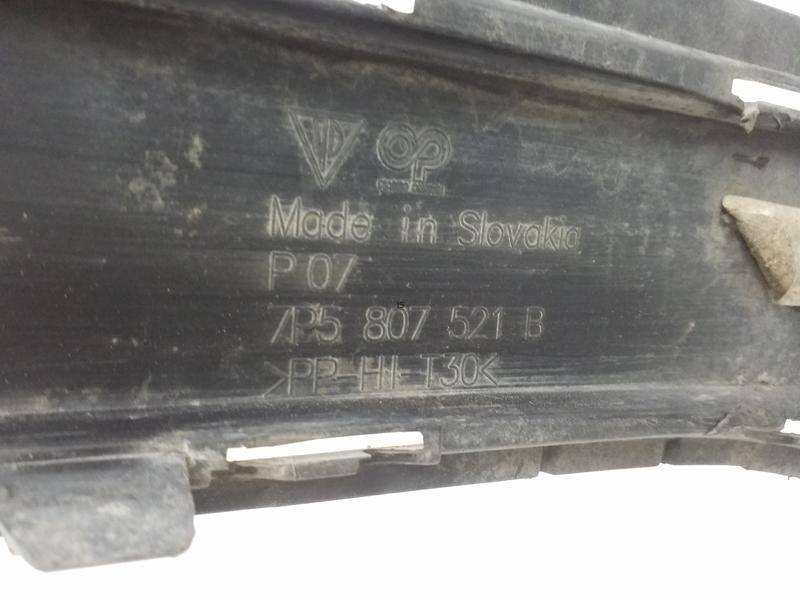 Made in Slovakia
P 07
7P5 807 521 B
>PP-HI T30<